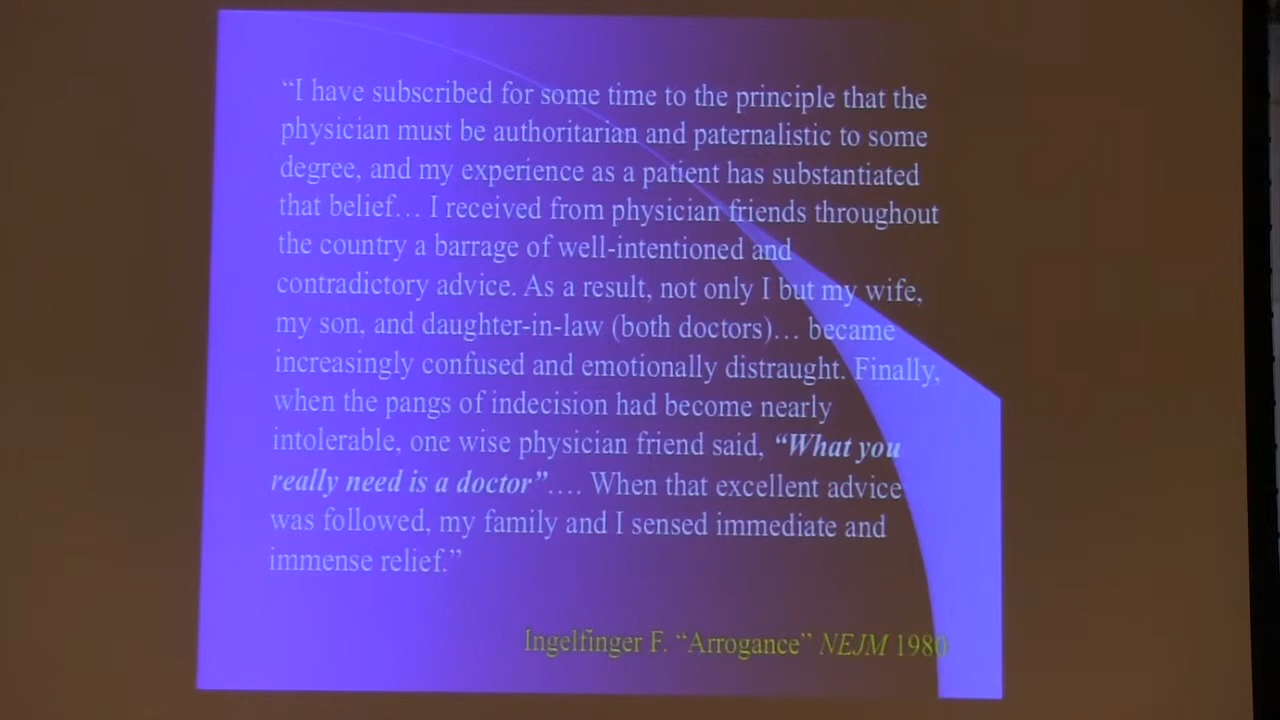 “I have subscribed for some time to the principle that the
physician must be authoritarian and paternalistic to some
degree, and my experience as a patient has substantiated
that belief… I received from physician friends throughout
the country a barrage of well-intentioned and
contradictory advice. As a result, not only I but my wife,
my son, and daughter-in-law (both doctors)… became
increasingly confused and emotionally distraught. Finally,
when the pangs of indecision had become nearly
intolerable, one wise physician friend said, “What you
really need is a doctor”…. When that excellent advice
was followed, my family and I sensed immediate and
immense relief.”
Ingelfinger F. “Arrogance” NEJM 1980